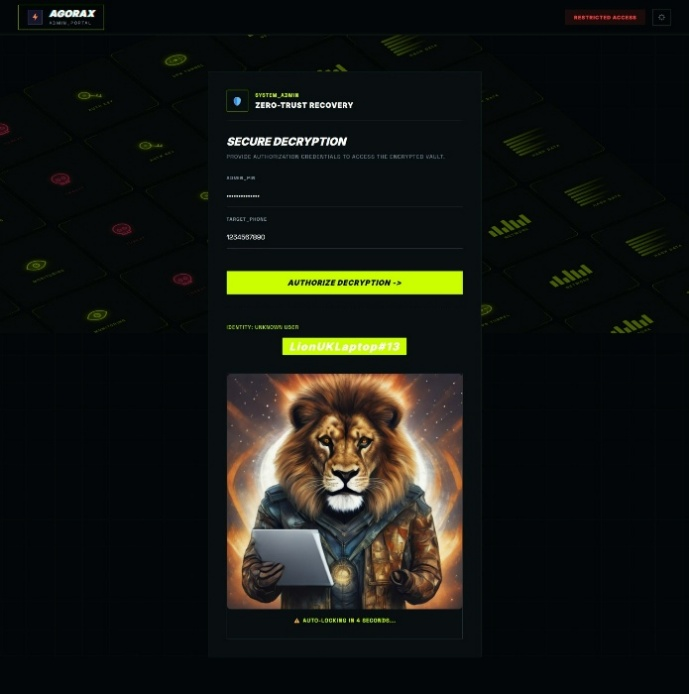 AGORAX
ADMIN_PORTAL
RESTRICTED ACCESS
SYSTEM_ADMIN
ZERO-TRUST RECOVERY
SECURE DECRYPTION
PROVIDE AUTHORIZATION CREDENTIALS TO ACCESS THE ENCRYPTED VAULT.
ADMIN_PIN
••••••••••••••
TARGET_PHONE
1234567890
AUTHORIZE DECRYPTION ->
IDENTITY: UNKNOWN USER
LionUKLaptop#13
AUTO-LOCKING IN 4 SECONDS...